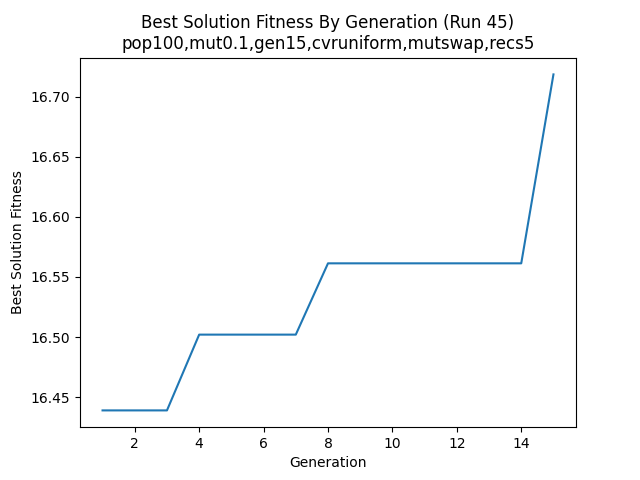 Best Solution Fitness By Generation (Run 45)
pop100,mut0.1,gen15,cvruniform,mutswap,recs5
16.70
16.65
16.60
16.55
16.50
16.45
Best Solution Fitness
2 4 6 8 10 12 14
Generation